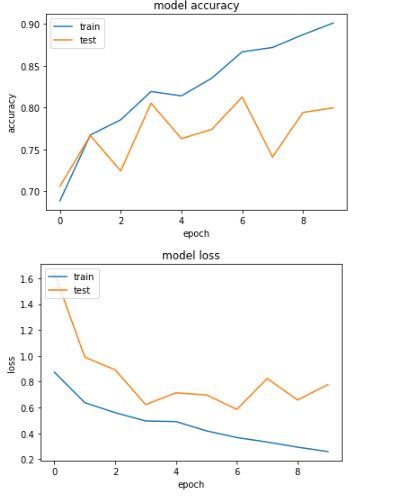 model accuracy
train
test
0.90
0.85
0.80
0.75
0.70
accuracy
0 2 4 6 8
epoch
model loss
train
test
1.6
1.4
1.2
1.0
0.8
0.6
0.4
0.2
loss
0 2 4 6 8
epoch